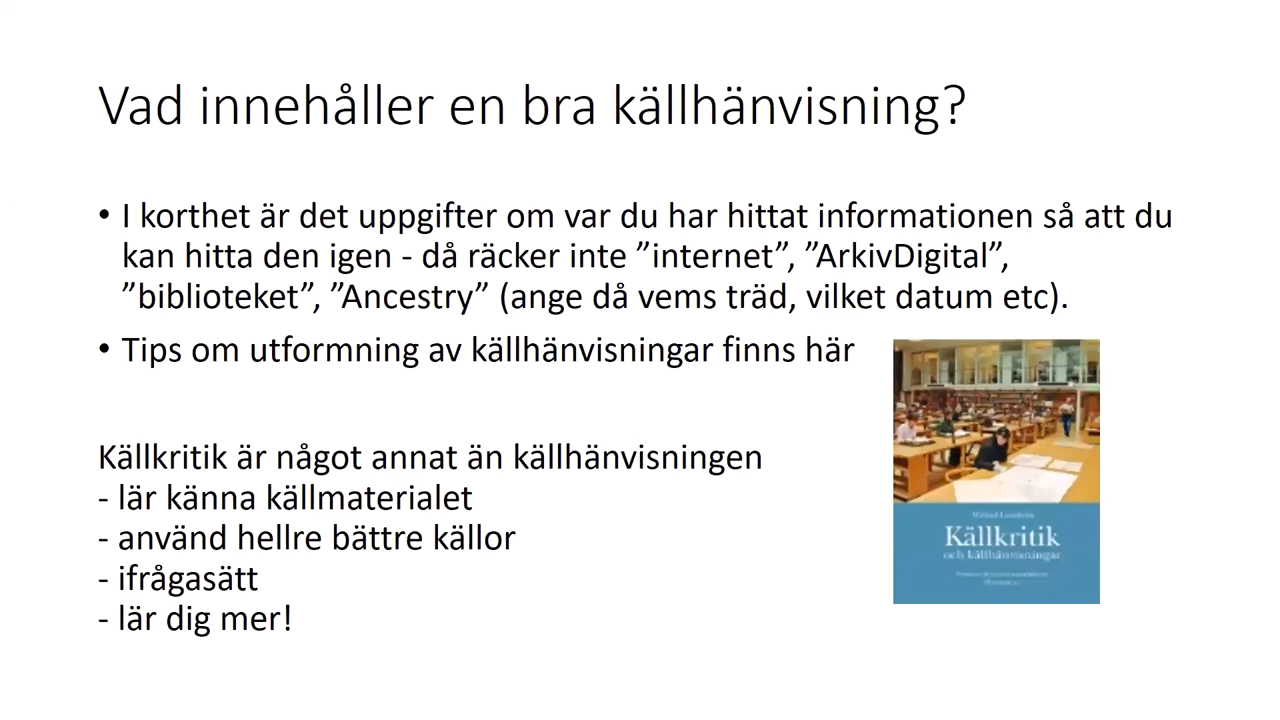 Vad innehåller en bra källhänvisning?
• I korthet är det uppgifter om var du har hittat informationen så att du
kan hitta den igen - då räcker inte ”internet”, ”ArkivDigital”,
”biblioteket”, ”Ancestry” (ange då vems träd, vilket datum etc).
• Tips om utformning av källhänvisningar finns här
Källkritik är något annat än källhänvisningen
- lär känna källmaterialet
- använd hellre bättre källor
- ifrågasätt
- lär dig mer!
Källkritik
och källhänvisningar